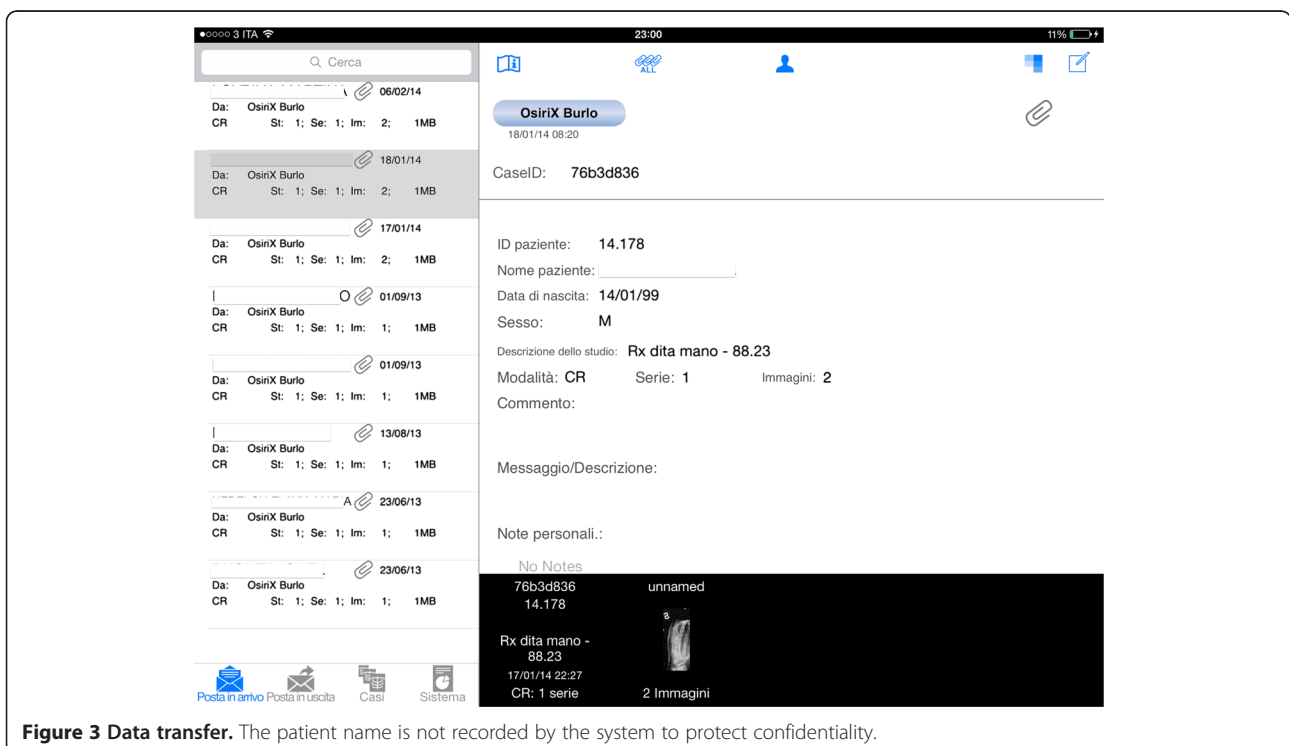 3 ITA 23:00 11%
Cerca
06/02/14
Da: OsiriX Burlo
CR St: 1; Se: 1; Im: 2; 1MB
18/01/14
Da: OsiriX Burlo
CR St: 1; Se: 1; Im: 2; 1MB
17/01/14
Da: OsiriX Burlo
CR St: 1; Se: 1; Im: 2; 1MB
O 01/09/13
Da: OsiriX Burlo
CR St: 1; Se: 1; Im: 1; 1MB
01/09/13
Da: OsiriX Burlo
CR St: 1; Se: 1; Im: 1; 1MB
13/08/13
Da: OsiriX Burlo
CR St: 1; Se: 1; Im: 1; 1MB
A 23/06/13
Da: OsiriX Burlo
CR St: 1; Se: 1; Im: 1; 1MB
23/06/13
Da: OsiriX Burlo
CR St: 1; Se: 1; Im: 1; 1MB
Posta in arrivo Posta in uscita Casi Sistema
ALL
OsiriX Burlo
18/01/14 08:20
CaseID: 76b3d836
ID paziente: 14.178
Nome paziente:
Data di nascita: 14/01/99
Sesso: M
Descrizione dello studio: Rx dita mano - 88.23
Modalità: CR Serie: 1 Immagini: 2
Commento:
Messaggio/Descrizione:
Note personali.:
No Notes
76b3d836 unnamed
14.178
Rx dita mano -
88.23
17/01/14 22:27
CR: 1 serie 2 Immagini
Figure 3 Data transfer. The patient name is not recorded by the system to protect confidentiality.